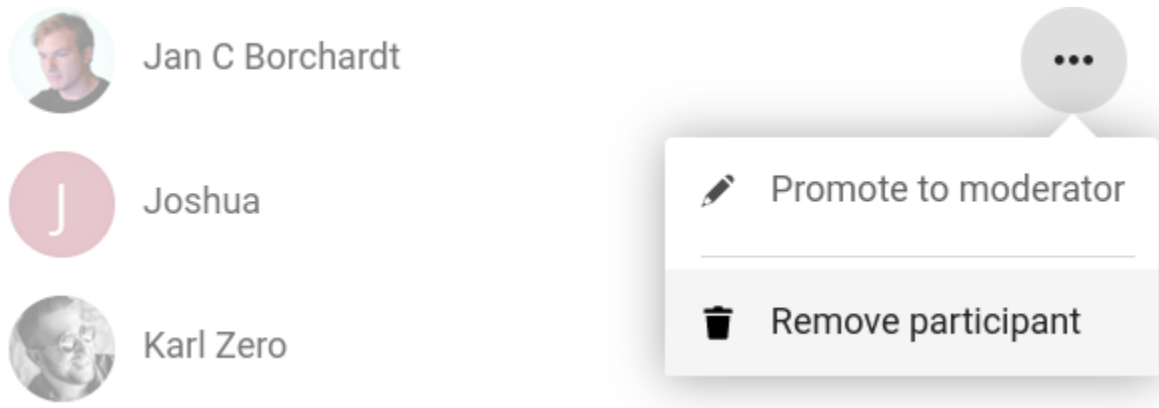 Jan C Borchardt
J
Joshua
Promote to moderator
Karl Zero
Remove participant